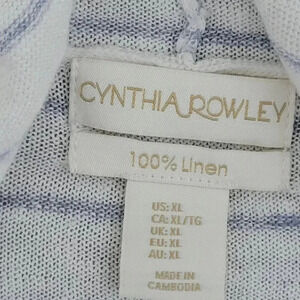 CYNTHIA ROWLEY
100% Linen
US: XL
CA: XL/TG
UK: XL
EU: XL
AU: XL
MADE IN
CAMBODIA